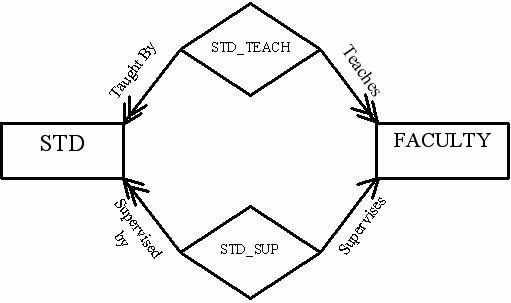 STD_TEACH
Taught By
Teaches
STD
FACULTY
Supervised
by
STD_SUP
Supervises